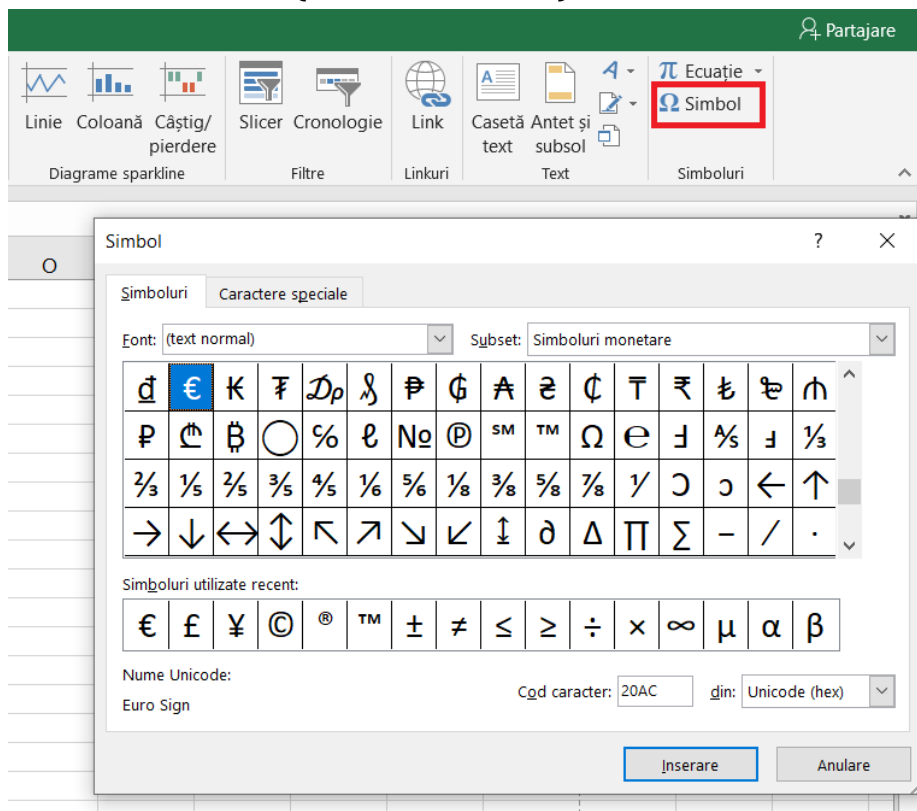 Partajare
Linie Coloană Câștig/ pierdere Slicer Cronologie Link Casetă text Antet și subsol A π Ecuație
Ω Simbol
Diagrame sparkline Filtre Linkuri Text Simboluri
O
Simbol ?
Simboluri Caractere speciale
Font: (text normal) Subset: Simboluri monetare
₫ € ₭ ₮ ₯ ₰ ₱ ₲ ₳ ₴ ₵ ₸ ₹ ₺ ₻ ₼
₽ ₾ ₿ ◯ ℅ ℓ № ℗ ℠ ™ Ω ℮ Ⅎ ⅍ ⅎ ⅓
⅔ ⅕ ⅖ ⅗ ⅘ ⅙ ⅚ ⅛ ⅜ ⅝ ⅞ ⅟ Ↄ ↄ ← ↑
→ ↓ ↔ ↕ ↖ ↗ ↘ ↙ ↨ ∂ ∆ ∏ ∑ − ∕ ∙
Simboluri utilizate recent:
€ £ ¥ © ® ™ ± ≠ ≤ ≥ ÷ × ∞ µ α β
Nume Unicode:
Euro Sign
Cod caracter: 20AC din: Unicode (hex)
Inserare Anulare